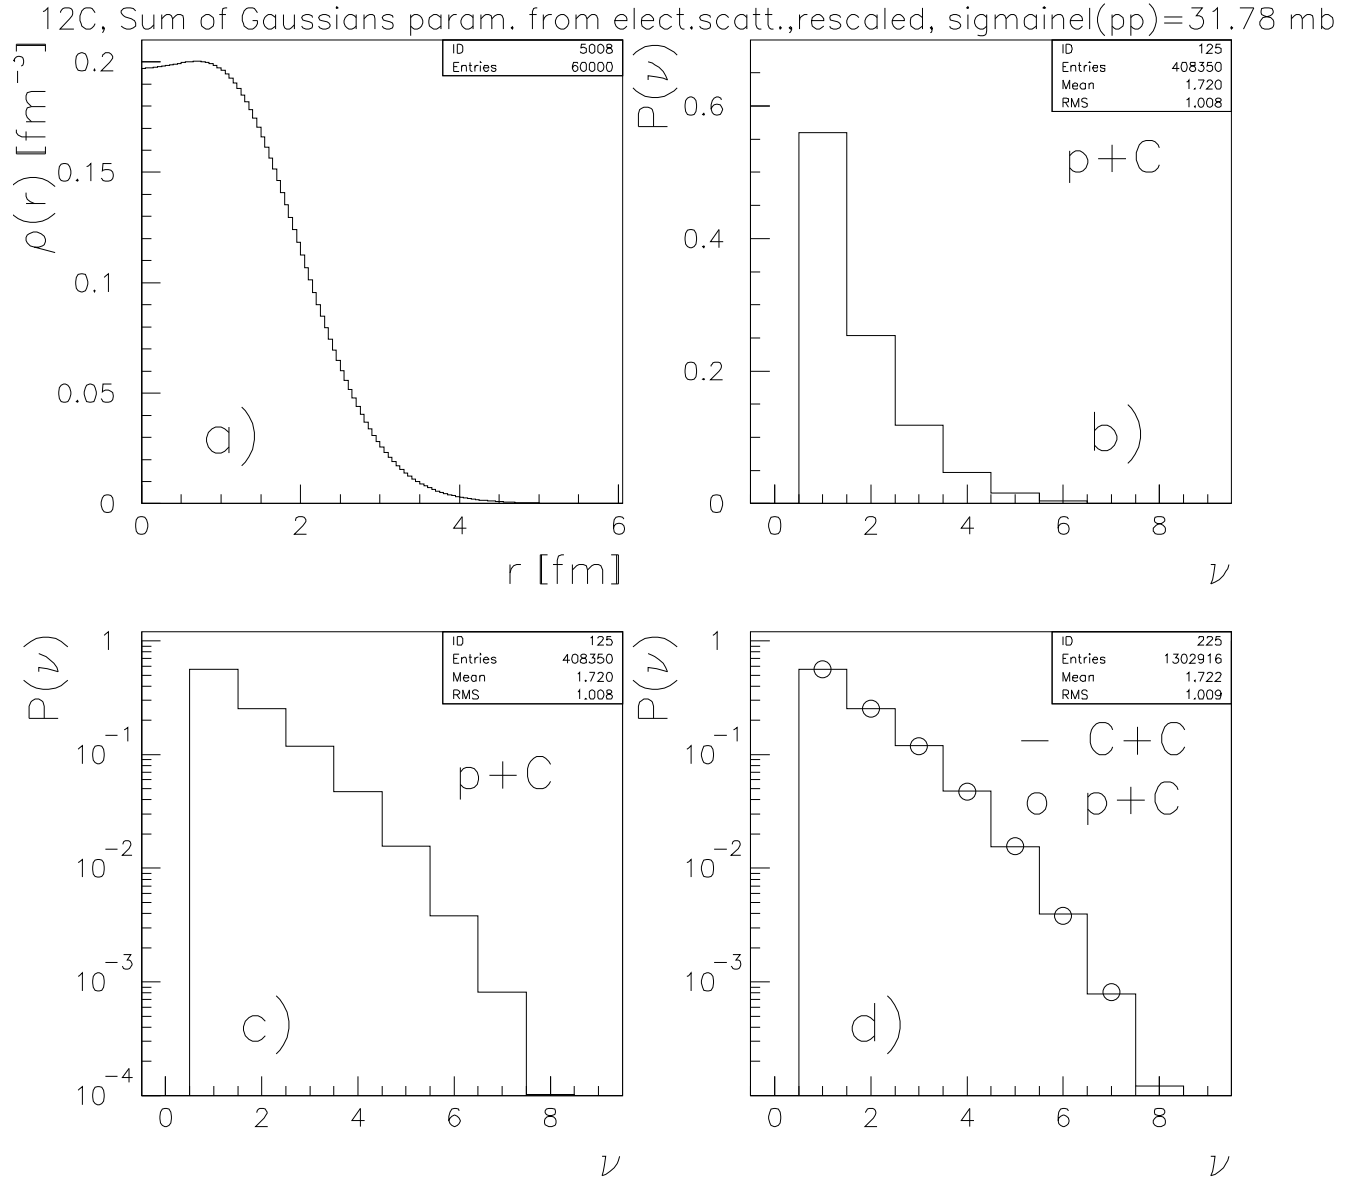 12C, Sum of Gaussians param. from elect.scatt.,rescaled, sigmainel(pp)=31.78 mb
ρ(r) [fm⁻³]
0.2
0.15
0.1
0.05
0
ID 5008
Entries 60000
a)
0 2 4 6
r [fm]
P(ν)
0.6
0.4
0.2
0
ID 125
Entries 408350
Mean 1.720
RMS 1.008
p+C
b)
0 2 4 6 8
ν
P(ν)
1
10⁻¹
10⁻²
10⁻³
10⁻⁴
ID 125
Entries 408350
Mean 1.720
RMS 1.008
p+C
c)
0 2 4 6 8
ν
P(ν)
1
10⁻¹
10⁻²
10⁻³
ID 225
Entries 1302916
Mean 1.722
RMS 1.009
— C+C
o p+C
d)
0 2 4 6 8
ν